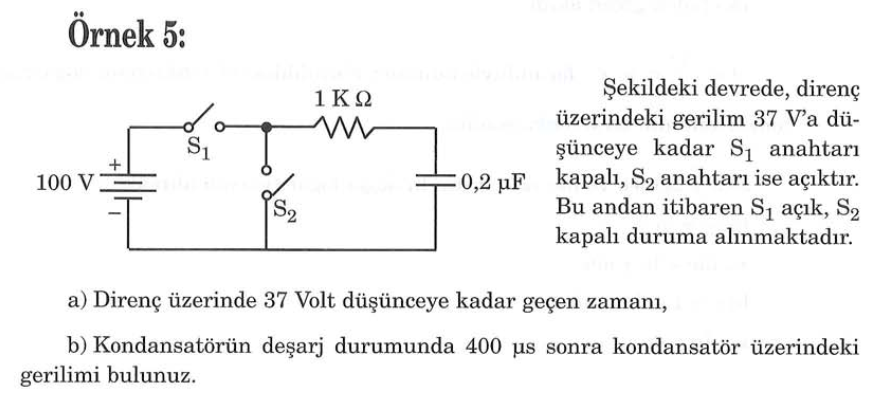 Örnek 5:
1 K Ω
S1
+
100 V
−
S2
0,2 µF
Şekildeki devrede, direnç
üzerindeki gerilim 37 V'a dü-
şünceye kadar S1 anahtarı
kapalı, S2 anahtarı ise açıktır.
Bu andan itibaren S1 açık, S2
kapalı duruma alınmaktadır.
a) Direnç üzerinde 37 Volt düşünceye kadar geçen zamanı,
b) Kondansatörün deşarj durumunda 400 µs sonra kondansatör üzerindeki
gerilimi bulunuz.